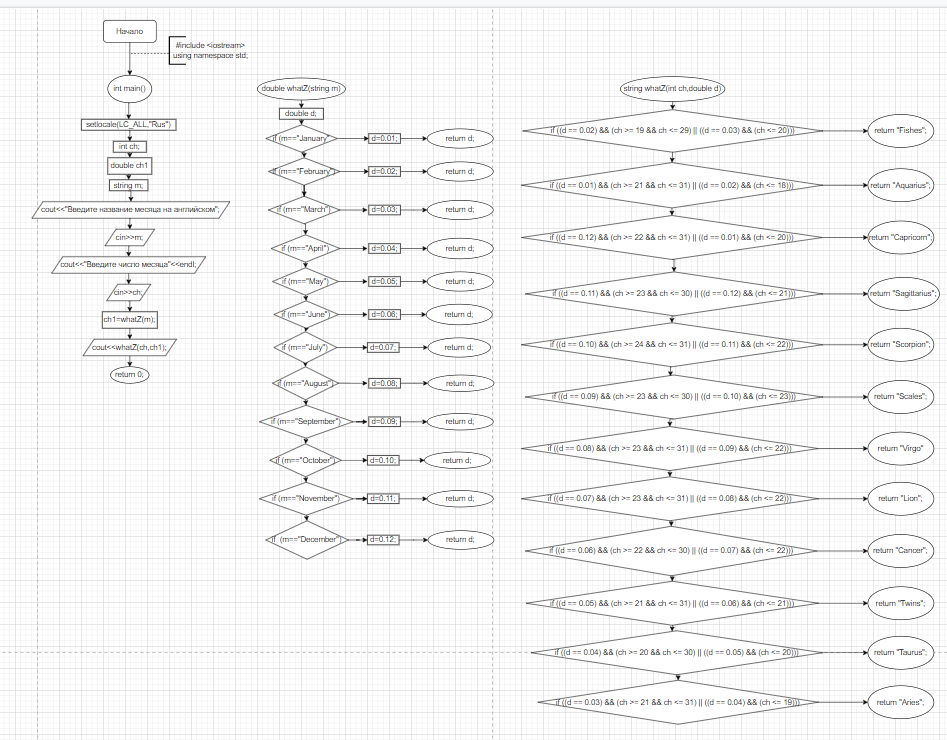 Начало
#include <iostream>
using namespace std;
int main()
setlocale(LC_ALL,"Rus")
int ch;
double ch1
string m;
cout<<"Введите название месяца на английском";
cin>>m;
cout<<"Введите число месяца"<<endl;
cin>>ch;
ch1=whatZ(m);
cout<<whatZ(ch,ch1);
return 0;
double whatZ(string m)
double d;
if (m=="January")
d=0.01;
return d;
if (m=="February")
d=0.02;
return d;
if (m=="March")
d=0.03;
return d;
if (m=="April")
d=0.04;
return d;
if (m=="May")
d=0.05;
return d;
if (m=="June")
d=0.06;
return d;
if (m=="July")
d=0.07;
return d;
if (m=="August")
d=0.08;
return d;
if (m=="September")
d=0.09;
return d;
if (m=="October")
d=0.10;
return d;
if (m=="November")
d=0.11;
return d;
if (m=="December")
d=0.12;
return d;
string whatZ(int ch,double d)
if ((d == 0.02) && (ch >= 19 && ch <= 29) || ((d == 0.03) && (ch <= 20)))
return "Fishes";
if ((d == 0.01) && (ch >= 21 && ch <= 31) || ((d == 0.02) && (ch <= 18)))
return "Aquarius";
if ((d == 0.12) && (ch >= 22 && ch <= 31) || ((d == 0.01) && (ch <= 20)))
return "Capricorn";
if ((d == 0.11) && (ch >= 23 && ch <= 30) || ((d == 0.12) && (ch <= 21)))
return "Sagittarius";
if ((d == 0.10) && (ch >= 24 && ch <= 31) || ((d == 0.11) && (ch <= 22)))
return "Scorpion";
if ((d == 0.09) && (ch >= 23 && ch <= 30) || ((d == 0.10) && (ch <= 23)))
return "Scales";
if ((d == 0.08) && (ch >= 23 && ch <= 31) || ((d == 0.09) && (ch <= 22)))
return "Virgo"
if ((d == 0.07) && (ch >= 23 && ch <= 31) || ((d == 0.08) && (ch <= 22)))
return "Lion";
if ((d == 0.06) && (ch >= 22 && ch <= 30) || ((d == 0.07) && (ch <= 22)))
return "Cancer";
if ((d == 0.05) && (ch >= 21 && ch <= 31) || ((d == 0.06) && (ch <= 21)))
return "Twins";
if ((d == 0.04) && (ch >= 20 && ch <= 30) || ((d == 0.05) && (ch <= 20)))
return "Taurus";
if ((d == 0.03) && (ch >= 21 && ch <= 31) || ((d == 0.04) && (ch <= 19)))
return "Aries";